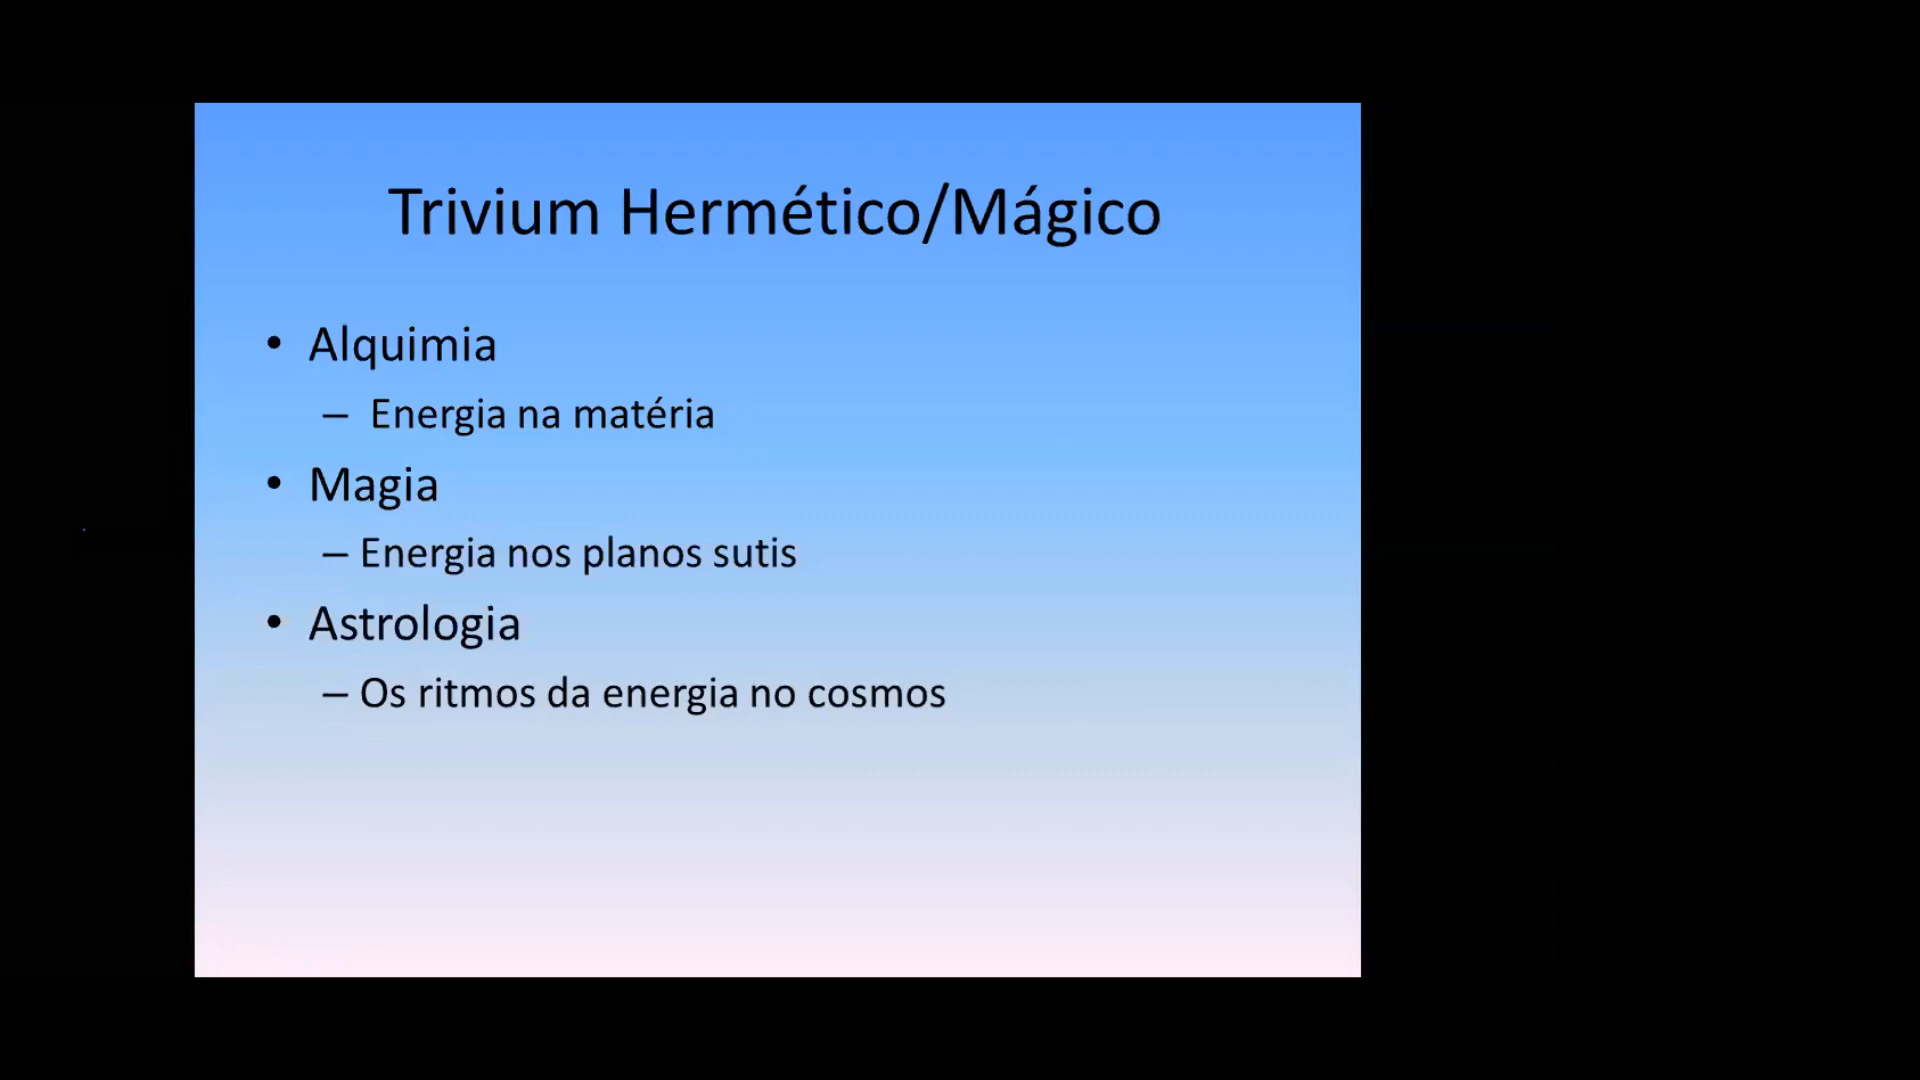 Trivium Hermético/Mágico
• Alquimia
– Energia na matéria
• Magia
– Energia nos planos sutis
• Astrologia
– Os ritmos da energia no cosmos